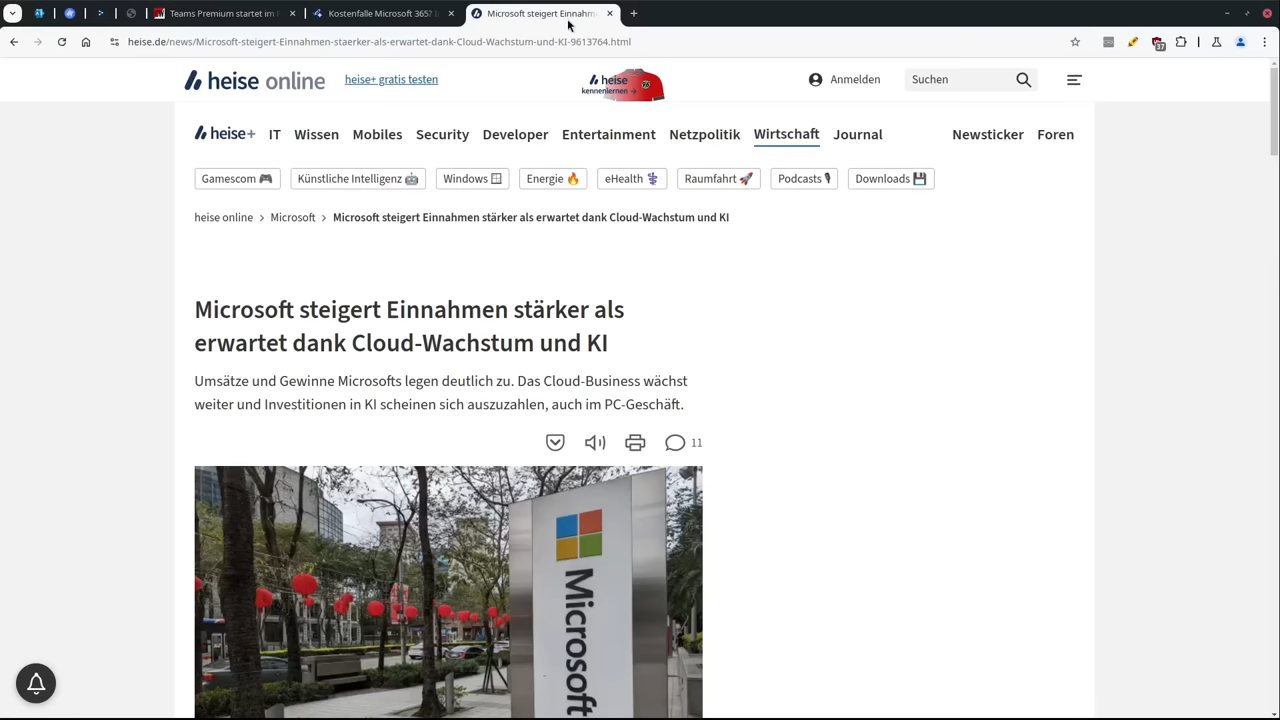 Teams Premium startet im F
Kostenfalle Microsoft 365? I
Microsoft steigert Einnahm
heise.de/news/Microsoft-steigert-Einnahmen-staerker-als-erwartet-dank-Cloud-Wachstum-und-KI-9613764.html
37
heise online
heise+ gratis testen
heise
kennenlernen →
Anmelden
Suchen
heise+ IT Wissen Mobiles Security Developer Entertainment Netzpolitik Wirtschaft Journal Newsticker Foren
Gamescom 🎮 Künstliche Intelligenz 🤖 Windows 🪟 Energie 🔥 eHealth ⚕️ Raumfahrt 🚀 Podcasts 🎙 Downloads 💾
heise online > Microsoft > Microsoft steigert Einnahmen stärker als erwartet dank Cloud-Wachstum und KI
Microsoft steigert Einnahmen stärker als
erwartet dank Cloud-Wachstum und KI
Umsätze und Gewinne Microsofts legen deutlich zu. Das Cloud-Business wächst
weiter und Investitionen in KI scheinen sich auszuzahlen, auch im PC-Geschäft.
11
Microsoft